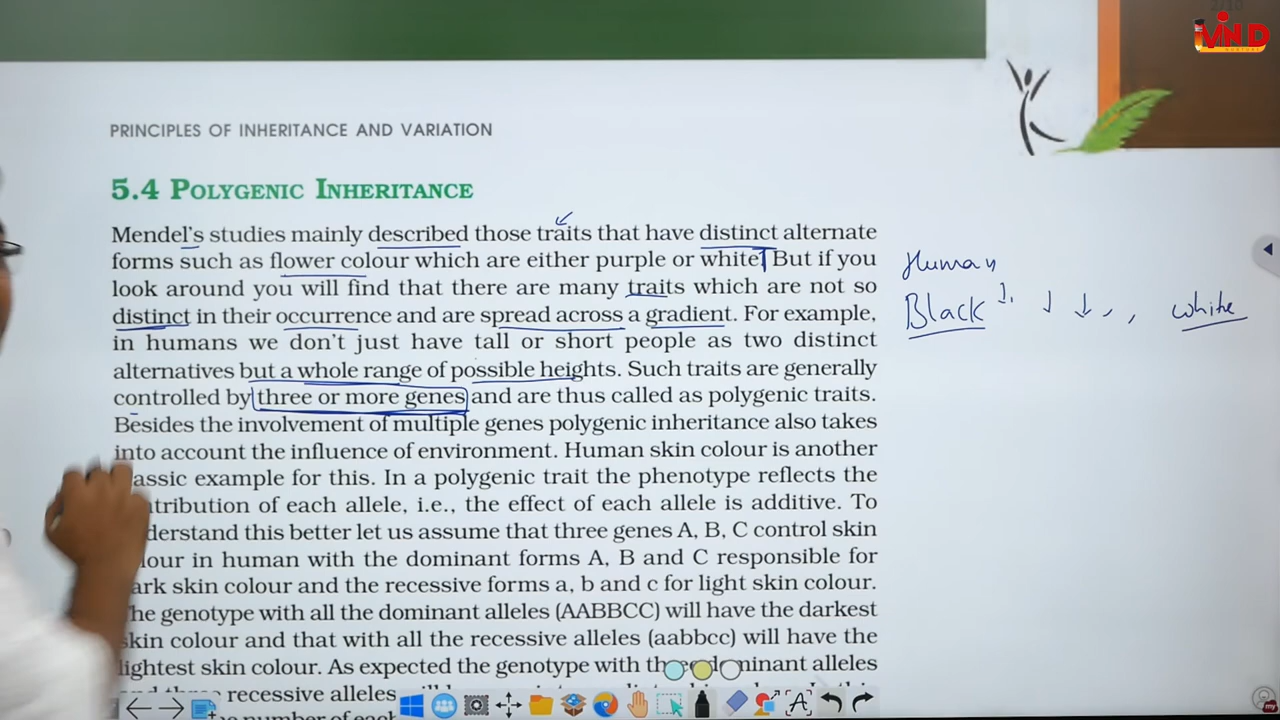 MIND
PRINCIPLES OF INHERITANCE AND VARIATION
5.4 POLYGENIC INHERITANCE
Mendel's studies mainly described those traits that have distinct alternate
forms such as flower colour which are either purple or white. But if you
look around you will find that there are many traits which are not so
distinct in their occurrence and are spread across a gradient. For example,
in humans we don't just have tall or short people as two distinct
alternatives but a whole range of possible heights. Such traits are generally
controlled by three or more genes and are thus called as polygenic traits.
Besides the involvement of multiple genes polygenic inheritance also takes
into account the influence of environment. Human skin colour is another
assic example for this. In a polygenic trait the phenotype reflects the
tribution of each allele, i.e., the effect of each allele is additive. To
derstand this better let us assume that three genes A, B, C control skin
lour in human with the dominant forms A, B and C responsible for
ark skin colour and the recessive forms a, b and c for light skin colour.
he genotype with all the dominant alleles (AABBCC) will have the darkest
skin colour and that with all the recessive alleles (aabbcc) will have the
lightest skin colour. As expected the genotype with dominant alleles
recessive alleles
number of each
Human
Black white